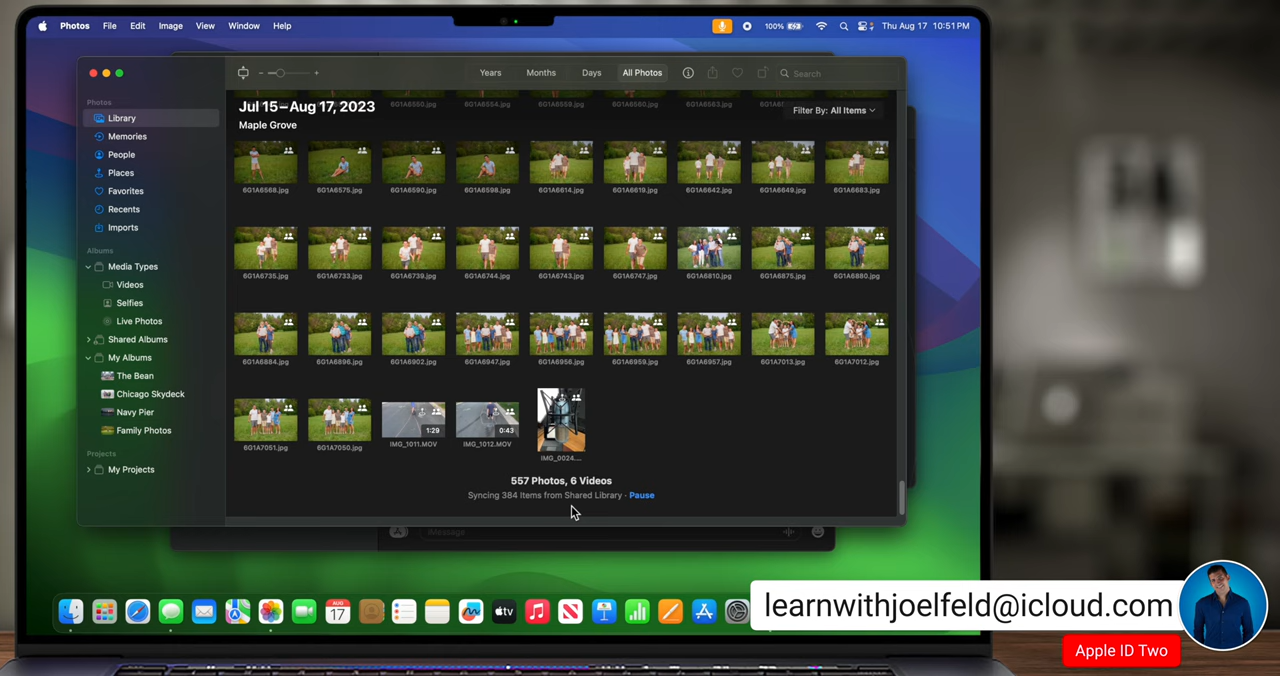 Photos File Edit Image View Window Help
100% Thu Aug 17 10:51 PM
Years Months Days All Photos Search
Photos
Library
Memories
People
Places
Favorites
Recents
Imports
Albums
Media Types
Videos
Selfies
Live Photos
Shared Albums
My Albums
The Bean
Chicago Skydeck
Navy Pier
Family Photos
Projects
My Projects
Jul 15–Aug 17, 2023
Maple Grove
Filter By: All Items
6G1A6568.jpg 6G1A6575.jpg 6G1A6590.jpg 6G1A6598.jpg 6G1A6614.jpg 6G1A6619.jpg 6G1A6642.jpg 6G1A6649.jpg 6G1A6683.jpg
6G1A6735.jpg 6G1A6733.jpg 6G1A6739.jpg 6G1A6744.jpg 6G1A6743.jpg 6G1A6747.jpg 6G1A6810.jpg 6G1A6875.jpg 6G1A6880.jpg
6G1A6884.jpg 6G1A6896.jpg 6G1A6902.jpg 6G1A6947.jpg 6G1A6956.jpg 6G1A6959.jpg 6G1A6957.jpg 6G1A7013.jpg 6G1A7012.jpg
1:29 0:43
6G1A7051.jpg 6G1A7050.jpg IMG_1011.MOV IMG_1012.MOV IMG_0024....
557 Photos, 6 Videos
Syncing 384 Items from Shared Library · Pause
iMessage
AUG
17
tv
learnwithjoelfeld@icloud.com
Apple ID Two